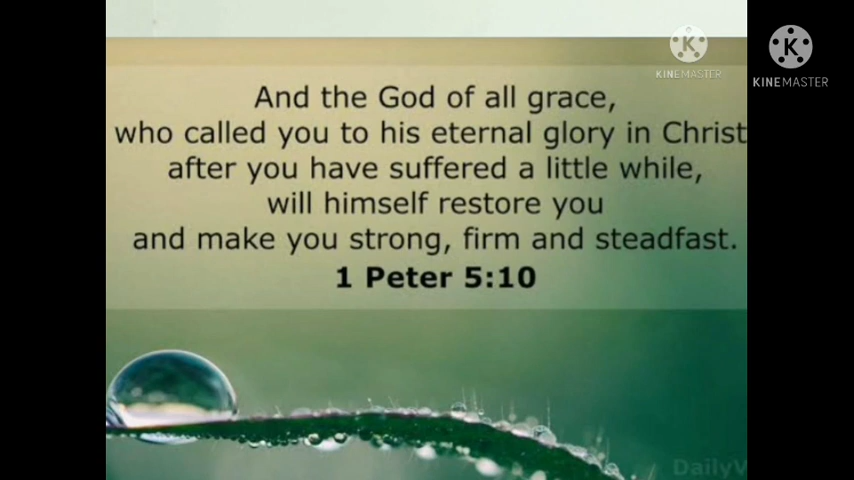 KINEMASTER
KINEMASTER
And the God of all grace,
who called you to his eternal glory in Christ
after you have suffered a little while,
will himself restore you
and make you strong, firm and steadfast.
1 Peter 5:10
DailyV